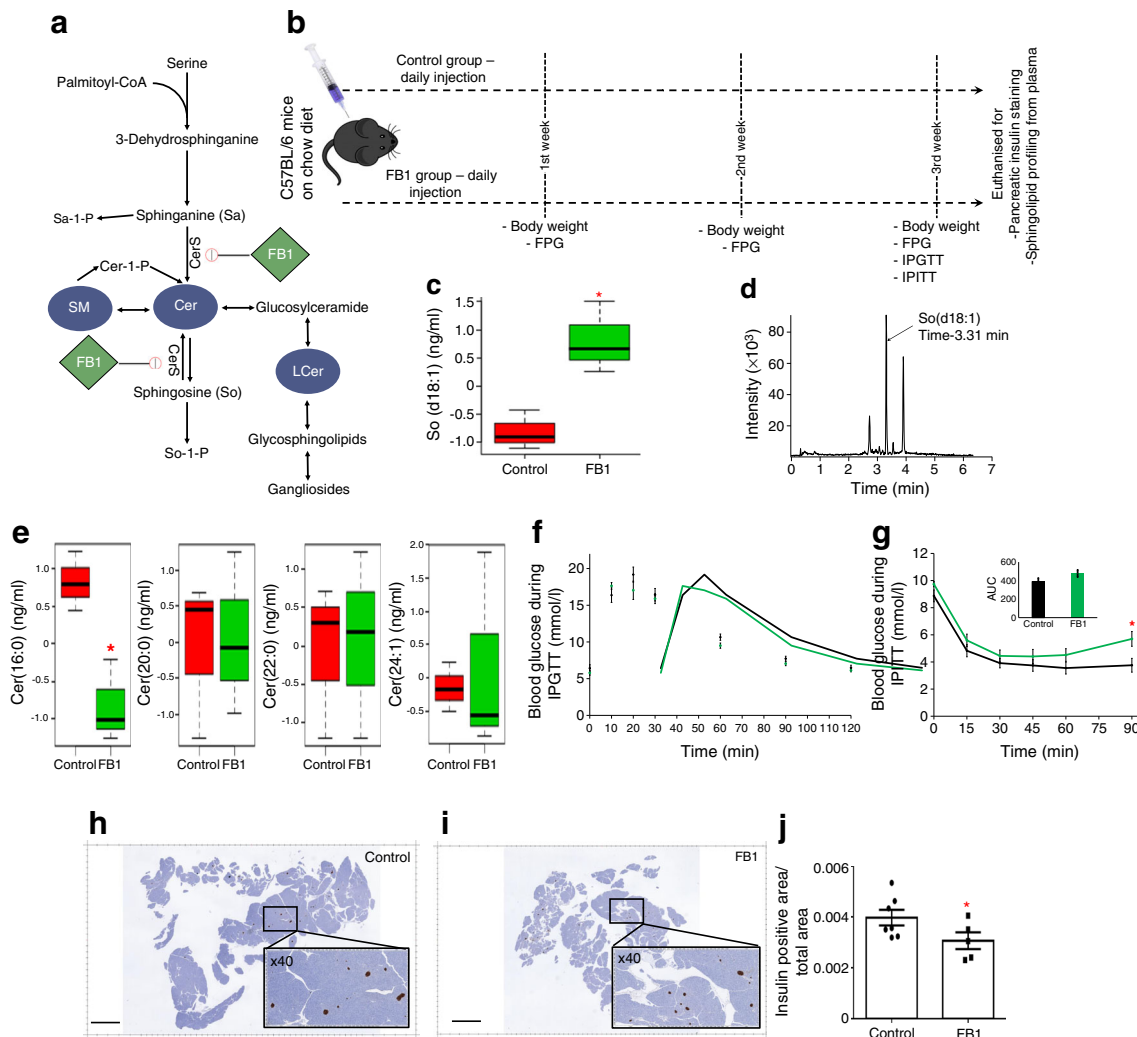 a
Serine
Palmitoyl-CoA
3-Dehydrosphinganine
Sa-1-P
Sphinganine (Sa)
CerS
FB1
Cer-1-P
SM
Cer
Glucosylceramide
FB1
CerS
LCer
Sphingosine (So)
So-1-P
Glycosphingolipids
Gangliosides
b
C57BL/6 mice
on chow diet
Control group –
daily injection
FB1 group – daily
injection
1st week
2nd week
3rd week
- Body weight
- FPG
- Body weight
- FPG
- Body weight
- FPG
- IPGTT
- IPITT
Euthanised for
-Pancreatic insulin staining
-Sphingolipid profiling from plasma
c
So (d18:1) (ng/ml)
1.5
1.0
0.5
0
-0.5
-1.0
*
Control
FB1
d
Intensity (×10³)
80
60
40
20
So(d18:1)
Time-3.31 min
0 1 2 3 4 5 6 7
Time (min)
e
Cer(16:0) (ng/ml)
1.0
0.5
0
-1.0
*
Control FB1
Cer(20:0) (ng/ml)
1.0
0.5
0
-0.5
-1.0
Control FB1
Cer(22:0) (ng/ml)
1.0
0.5
0
-0.5
-1.0
Control FB1
Cer(24:1) (ng/ml)
2.0
1.0
0.5
0
-0.5
Control FB1
f
Blood glucose during
IPGTT (mmol/l)
20
15
10
5
0
0 10 20 30 40 50 60 70 80 90 100 110 120
Time (min)
g
Blood glucose during
IPITT (mmol/l)
12
10
8
6
4
2
0
AUC
600
400
200
0
Control FB1
*
0 15 30 45 60 75 90
Time (min)
h
Control
x40
i
FB1
x40
j
Insulin positive area/
total area
0.006
0.004
0.002
0
*
Control
FB1